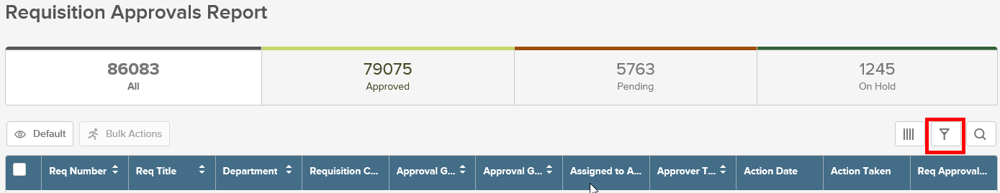 Requisition Approvals Report
86083 79075 5763 1245
All Approved Pending On Hold
Default Bulk Actions
Req Number Req Title Department Requisition C... Approval G... Approval G... Assigned to A... Approver T... Action Date Action Taken Req Approval...